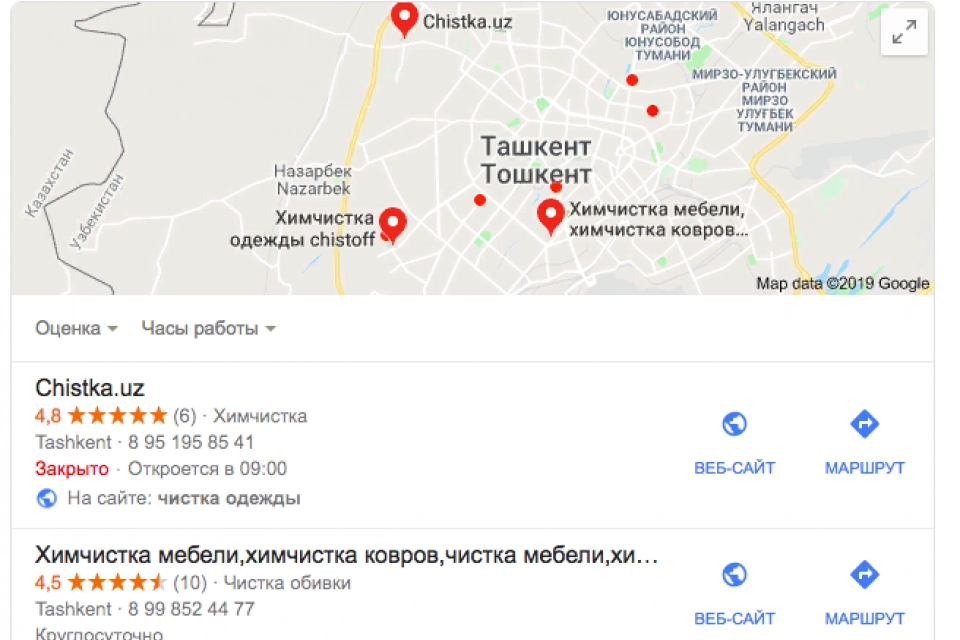 Chistka.uz
ЮНУСАБАДСКИЙ
РАЙОН
ЮНУСОБОД
ТУМАНИ
Ялангач
Yalangach
МИРЗО-УЛУГБЕКСКИЙ
РАЙОН
МИРЗО
УЛУҒБЕК
ТУМАНИ
Ташкент
Тошкент
Казахстан
Узбекистан
Назарбек
Nazarbek
Химчистка
одежды chistoff
Химчистка мебели,
химчистка ковров...
Map data ©2019 Google
Оценка Часы работы
Chistka.uz
4,8 ★★★★★ (6) · Химчистка
Tashkent · 8 95 195 85 41
Закрыто · Откроется в 09:00
На сайте: чистка одежды
ВЕБ-САЙТ МАРШРУТ
Химчистка мебели,химчистка ковров,чистка мебели,хи...
4,5 (10) · Чистка обивки
Tashkent · 8 99 852 44 77
Круглосуточно
ВЕБ-САЙТ МАРШРУТ